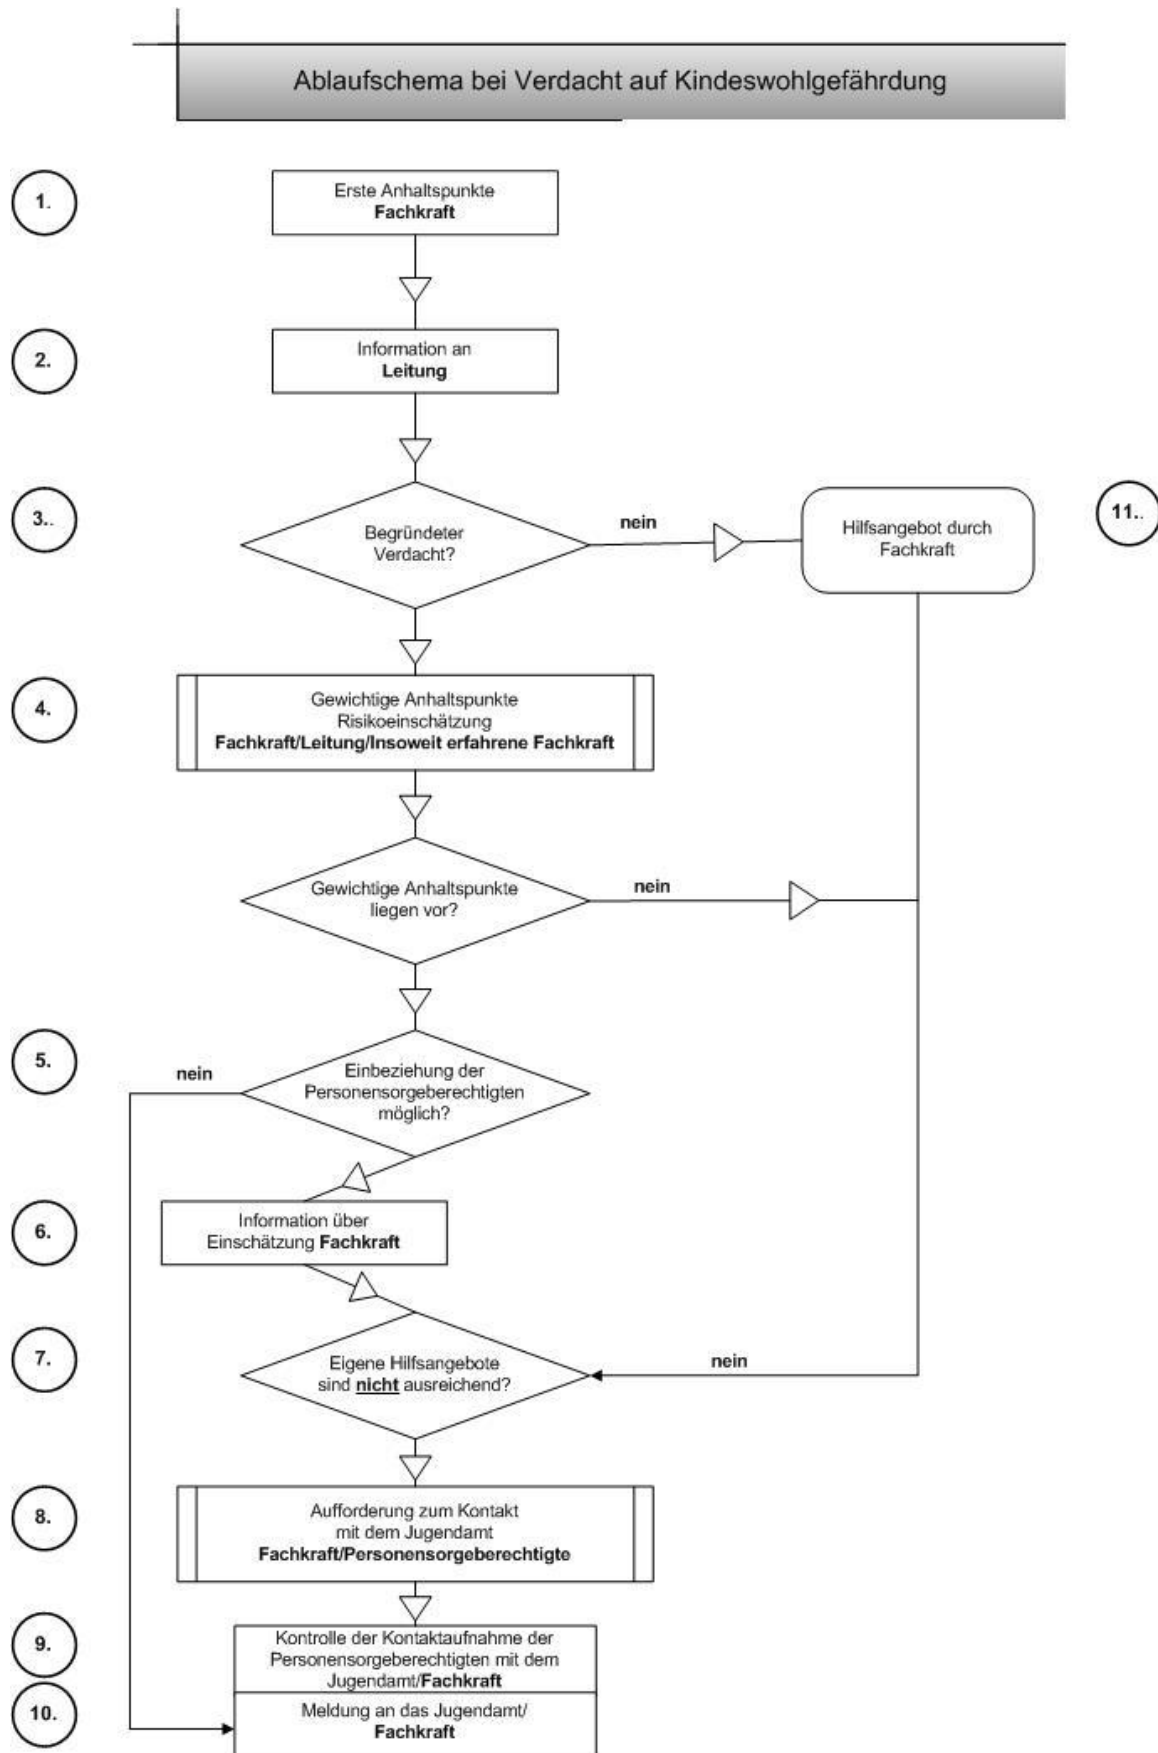 Ablaufschema bei Verdacht auf Kindeswohlgefährdung
1.
Erste Anhaltspunkte
Fachkraft
2.
Information an
Leitung
3..
Begründeter
Verdacht?
nein
Hilfsangebot durch
Fachkraft
11..
4.
Gewichtige Anhaltspunkte
Risikoeinschätzung
Fachkraft/Leitung/Insoweit erfahrene Fachkraft
Gewichtige Anhaltspunkte
liegen vor?
nein
5.
nein
Einbeziehung der
Personensorgeberechtigten
möglich?
6.
Information über
Einschätzung Fachkraft
7.
Eigene Hilfsangebote
sind nicht ausreichend?
nein
8.
Aufforderung zum Kontakt
mit dem Jugendamt
Fachkraft/Personensorgeberechtigte
9.
Kontrolle der Kontaktaufnahme der
Personensorgeberechtigten mit dem
Jugendamt/Fachkraft
10.
Meldung an das Jugendamt/
Fachkraft